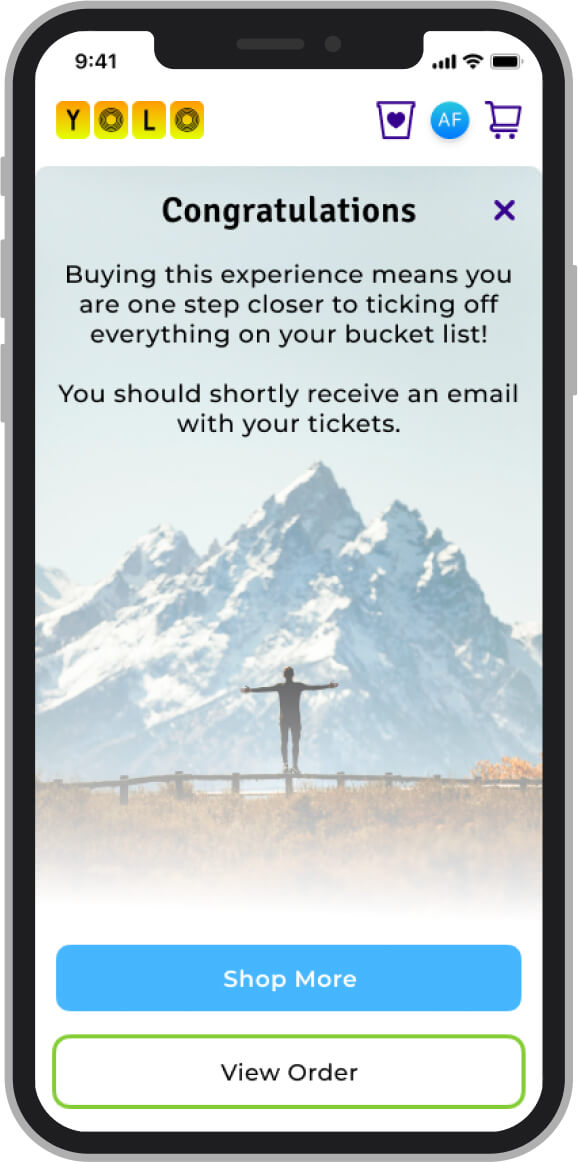 9:41
YOLO
AF
Congratulations
Buying this experience means you
are one step closer to ticking off
everything on your bucket list!
You should shortly receive an email
with your tickets.
Shop More
View Order